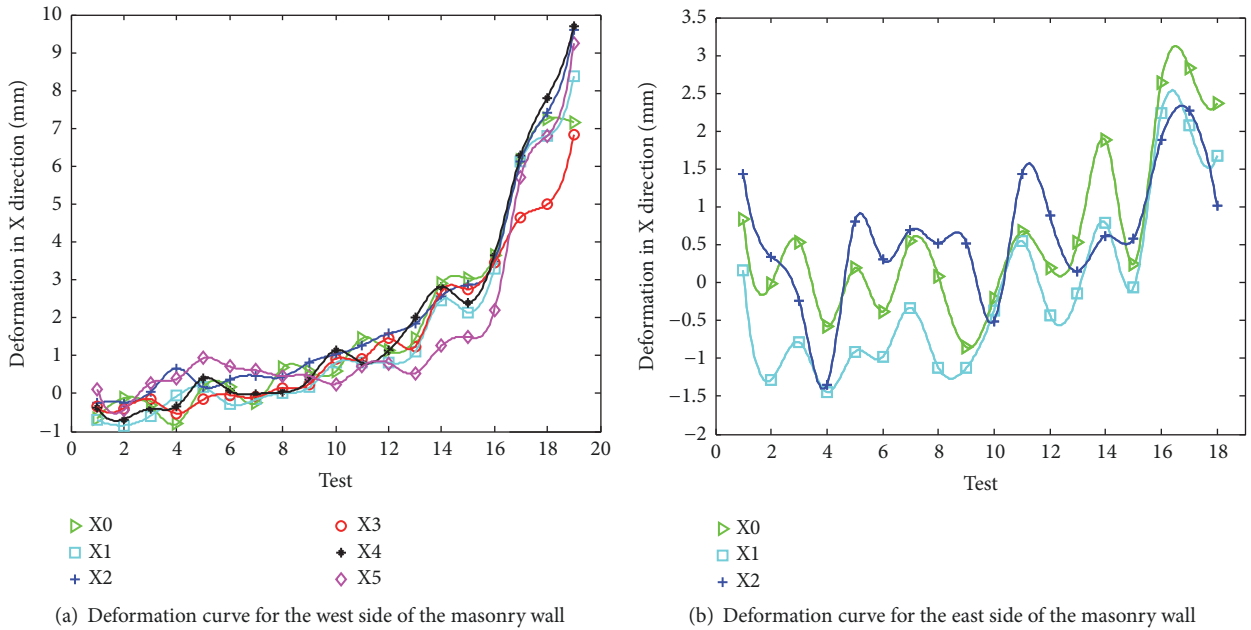 Deformation in X direction (mm)
10
9
8
7
6
5
4
3
2
1
0
−1
0 2 4 6 8 10 12 14 16 18 20
Test
X0
X1
X2
X3
X4
X5
(a) Deformation curve for the west side of the masonry wall
Deformation in X direction (mm)
3.5
3
2.5
2
1.5
1
0.5
0
−0.5
−1
−1.5
−2
0 2 4 6 8 10 12 14 16 18
Test
X0
X1
X2
(b) Deformation curve for the east side of the masonry wall